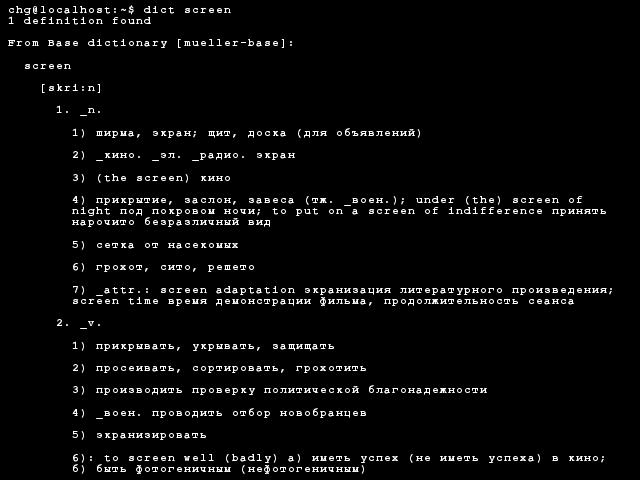 chg@localhost:~$ dict screen
1 definition found
From Base dictionary [mueller-base]:
screen
[skri:n]
1. _n.
1) ширма, экран; щит, доска (для объявлений)
2) _кино. _эл. _радио. экран
3) (the screen) кино
4) прикрытие, заслон, завеса (тж. _воен.); under (the) screen of
night под покровом ночи; to put on a screen of indifference принять
нарочито безразличный вид
5) сетка от насекомых
6) грохот, сито, решето
7) _attr.: screen adaptation экранизация литературного произведения;
screen time время демонстрации фильма, продолжительность сеанса
2. _v.
1) прикрывать, укрывать, защищать
2) просеивать, сортировать, грохотить
3) производить проверку политической благонадежности
4) _воен. проводить отбор новобранцев
5) экранизировать
6): to screen well (badly) а) иметь успех (не иметь успеха) в кино;
б) быть фотогеничным (нефотогеничным)